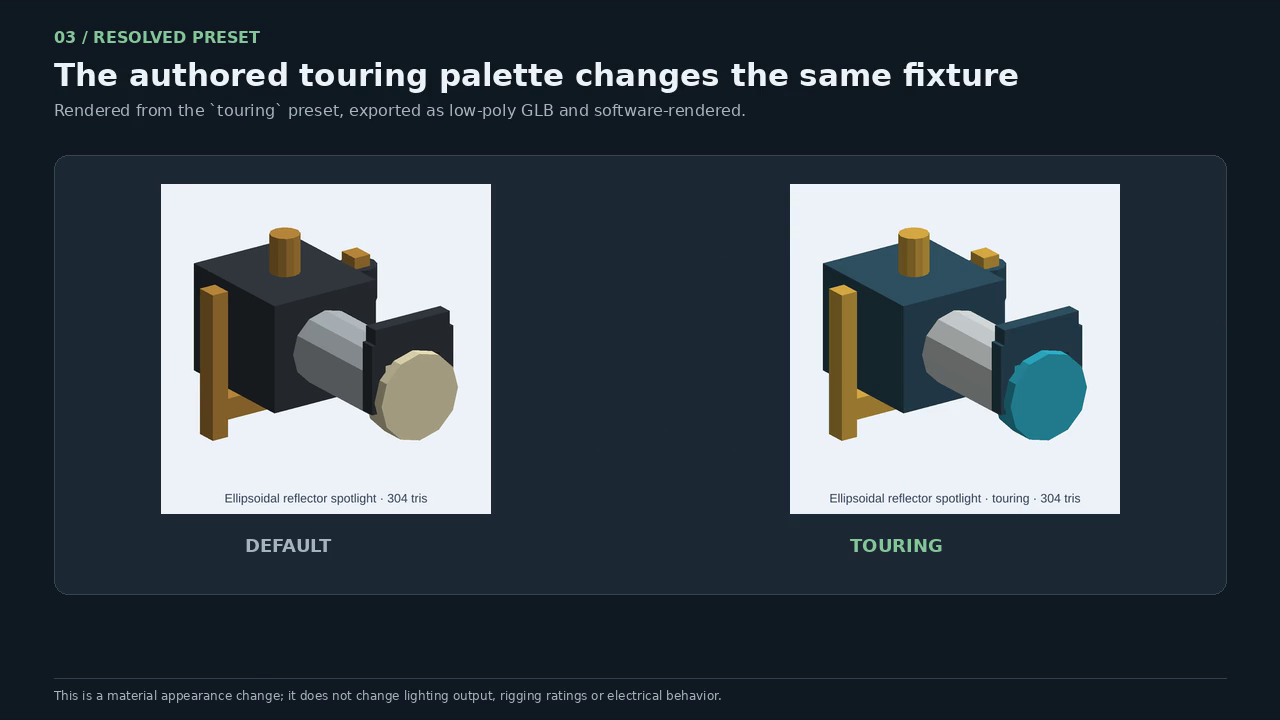 03 / RESOLVED PRESET
The authored touring palette changes the same fixture
Rendered from the `touring` preset, exported as low-poly GLB and software-rendered.
Ellipsoidal reflector spotlight · 304 tris
Ellipsoidal reflector spotlight · touring · 304 tris
DEFAULT
TOURING
This is a material appearance change; it does not change lighting output, rigging ratings or electrical behavior.